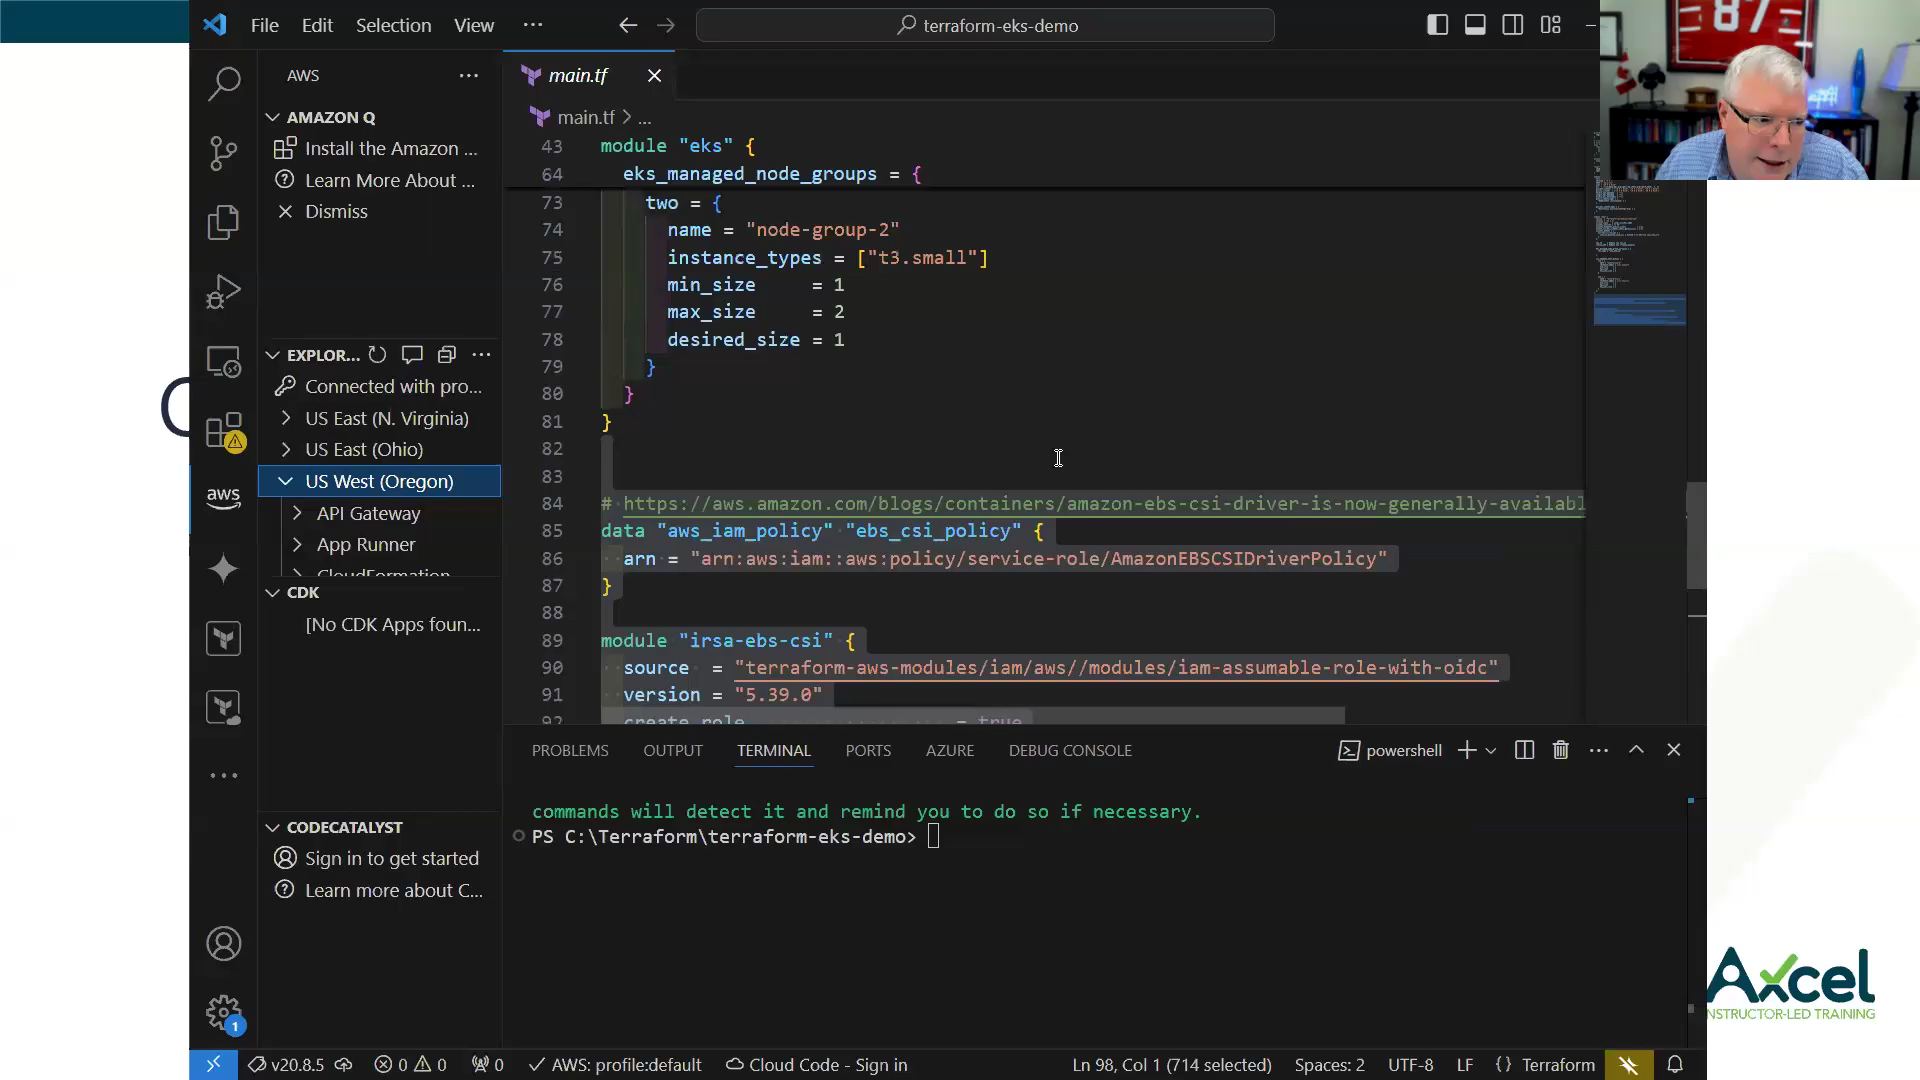 File Edit Selection View ···
terraform-eks-demo
87
AWS
AMAZON Q
Install the Amazon ...
Learn More About ...
Dismiss
EXPLOR...
Connected with pro...
US East (N. Virginia)
US East (Ohio)
US West (Oregon)
API Gateway
App Runner
CloudFormation
CDK
[No CDK Apps foun...
CODECATALYST
Sign in to get started
Learn more about C...
aws
1
main.tf
main.tf > ...
43 module "eks" {
64 eks_managed_node_groups = {
73 two = {
74 name = "node-group-2"
75 instance_types = ["t3.small"]
76 min_size = 1
77 max_size = 2
78 desired_size = 1
79 }
80 }
81 }
82
83
84 # https://aws.amazon.com/blogs/containers/amazon-ebs-csi-driver-is-now-generally-availabl
85 data "aws_iam_policy" "ebs_csi_policy" {
86 arn = "arn:aws:iam::aws:policy/service-role/AmazonEBSCSIDriverPolicy"
87 }
88
89 module "irsa-ebs-csi" {
90 source = "terraform-aws-modules/iam/aws//modules/iam-assumable-role-with-oidc"
91 version = "5.39.0"
92 create_role = true
PROBLEMS OUTPUT TERMINAL PORTS AZURE DEBUG CONSOLE
powershell
commands will detect it and remind you to do so if necessary.
PS C:\Terraform\terraform-eks-demo>
v20.8.5 0 0 0 AWS: profile:default Cloud Code - Sign in
Ln 98, Col 1 (714 selected) Spaces: 2 UTF-8 LF {} Terraform
Axcel
NSTRUCTOR-LED TRAINING